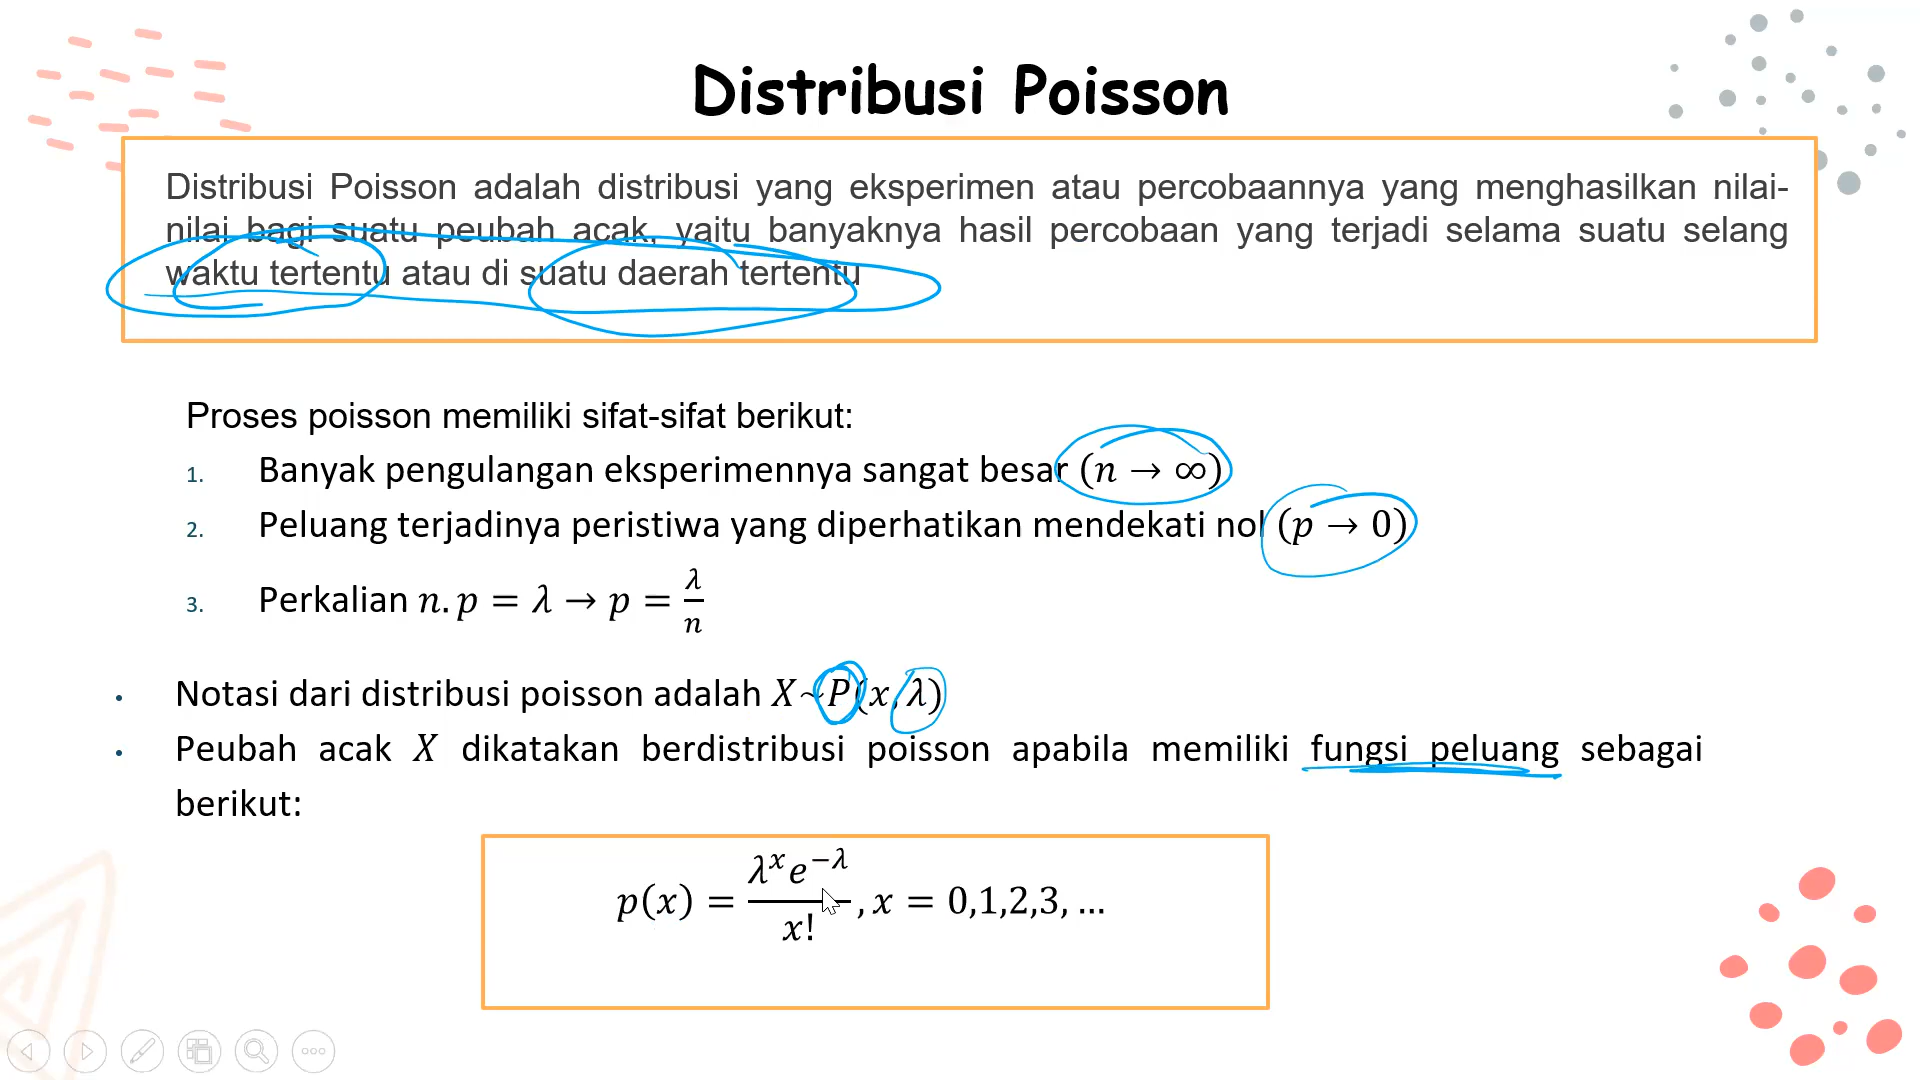 Distribusi Poisson
Distribusi Poisson adalah distribusi yang eksperimen atau percobaannya yang menghasilkan nilai-
nilai bagi suatu peubah acak, yaitu banyaknya hasil percobaan yang terjadi selama suatu selang
waktu tertentu atau di suatu daerah tertentu
Proses poisson memiliki sifat-sifat berikut:
1. Banyak pengulangan eksperimennya sangat besar (n → ∞)
2. Peluang terjadinya peristiwa yang diperhatikan mendekati nol (p → 0)
3. Perkalian n. p = λ → p = λ/n
• Notasi dari distribusi poisson adalah X~P(x, λ)
• Peubah acak X dikatakan berdistribusi poisson apabila memiliki fungsi peluang sebagai
berikut:
p(x) = λ^x e^−λ / x! , x = 0,1,2,3, …